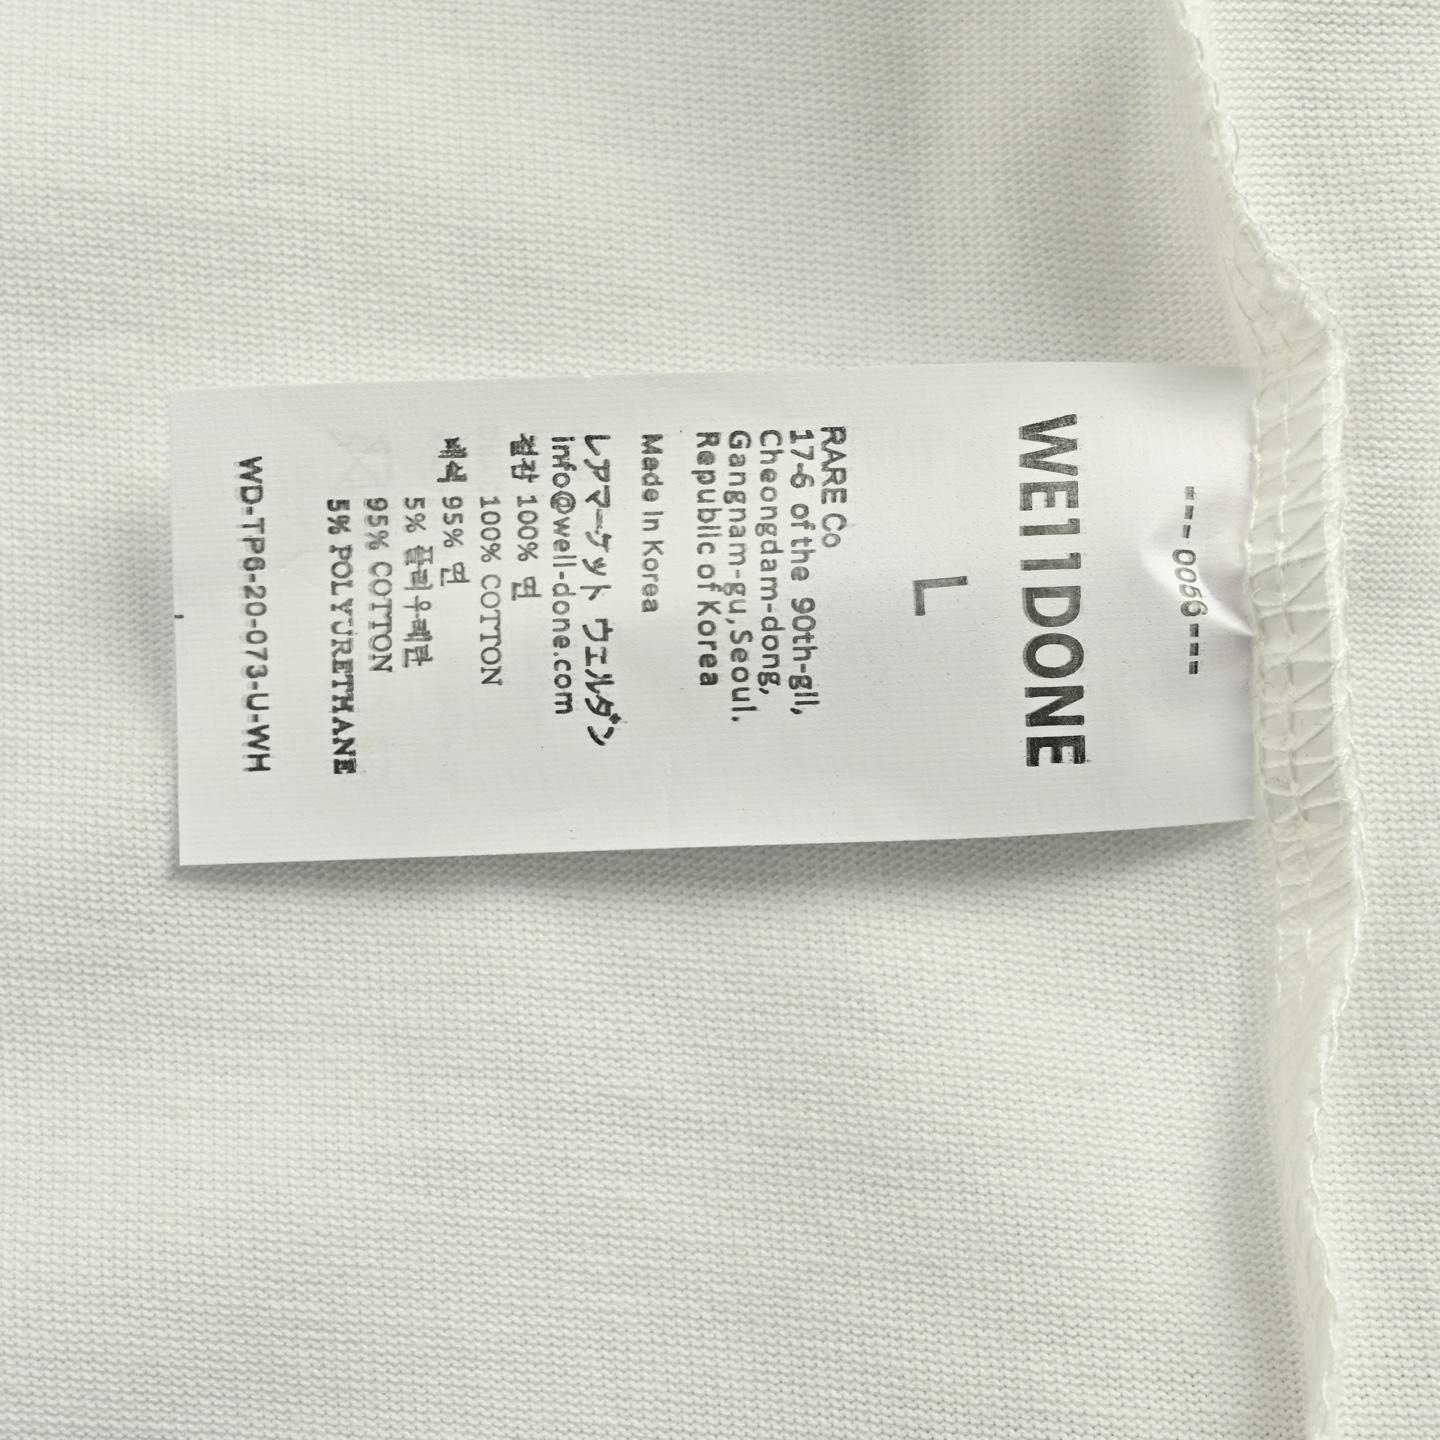 ---0056---
WE11DONE
L
RARE Co
17-6 of the 90th-gil,
Cheongdam-dong,
Gangnam-gu, Seoul.
Republic of Korea
Made In Korea
レアマーケット ウェルダン
info@well-done.com
겉감 100% 면
100% COTTON
배색 95% 면
5% 폴리우레탄
95% COTTON
5% POLYURETHANE
WD-TP6-20-073-U-WH